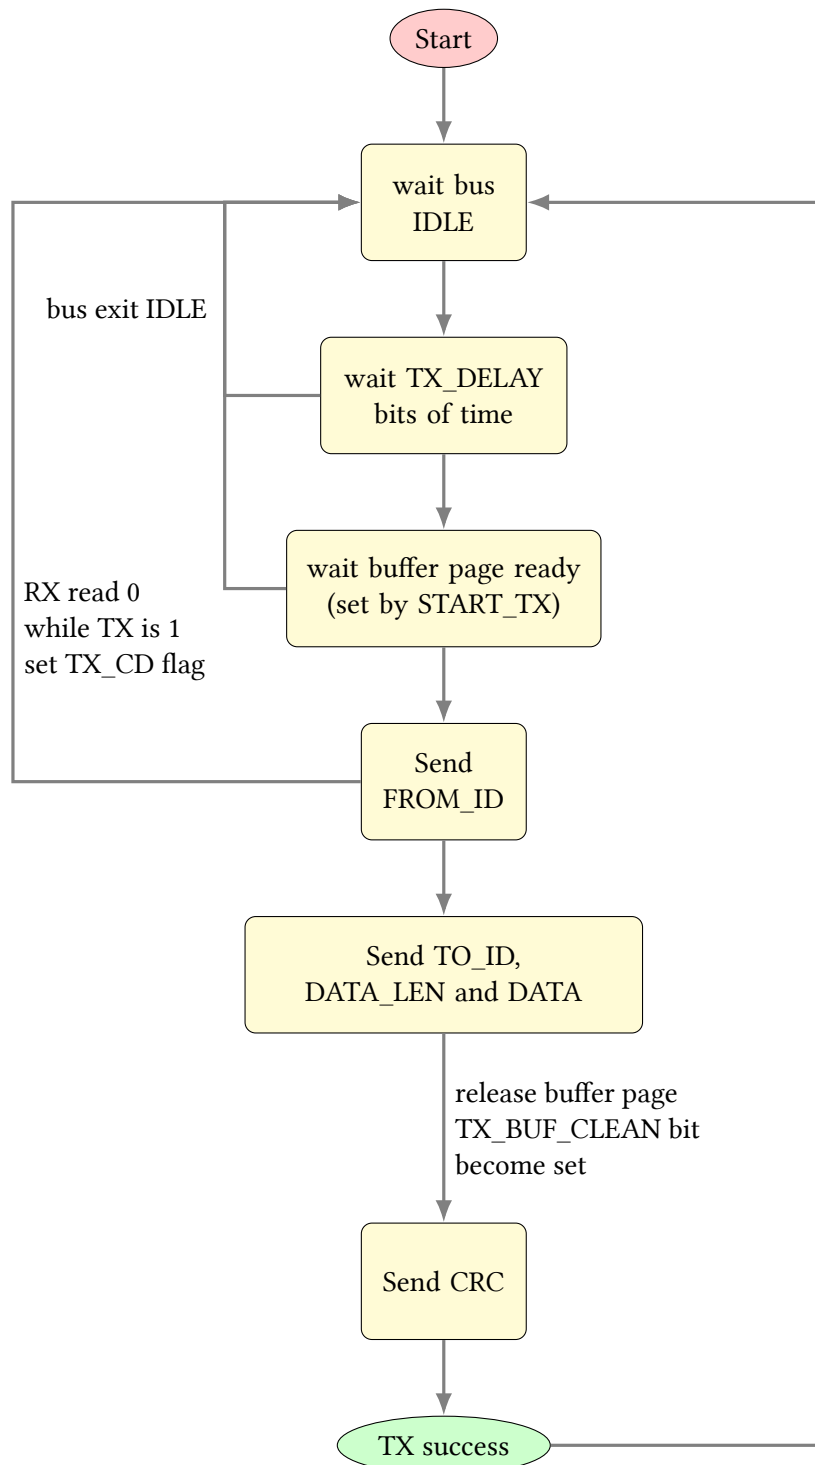 Start
wait bus
IDLE
bus exit IDLE
wait TX_DELAY
bits of time
wait buffer page ready
(set by START_TX)
RX read 0
while TX is 1
set TX_CD flag
Send
FROM_ID
Send TO_ID,
DATA_LEN and DATA
release buffer page
TX_BUF_CLEAN bit
become set
Send CRC
TX success